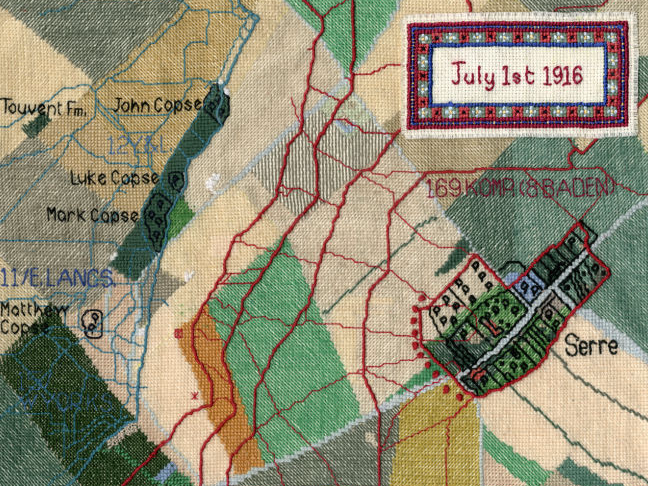 July 1st 1916
Touvent Fm.
John Copse
12/Y&L
Luke Copse
169 KOMP (8 BADEN)
Mark Copse
11/E.LANCS.
Matthew
Copse
Serre